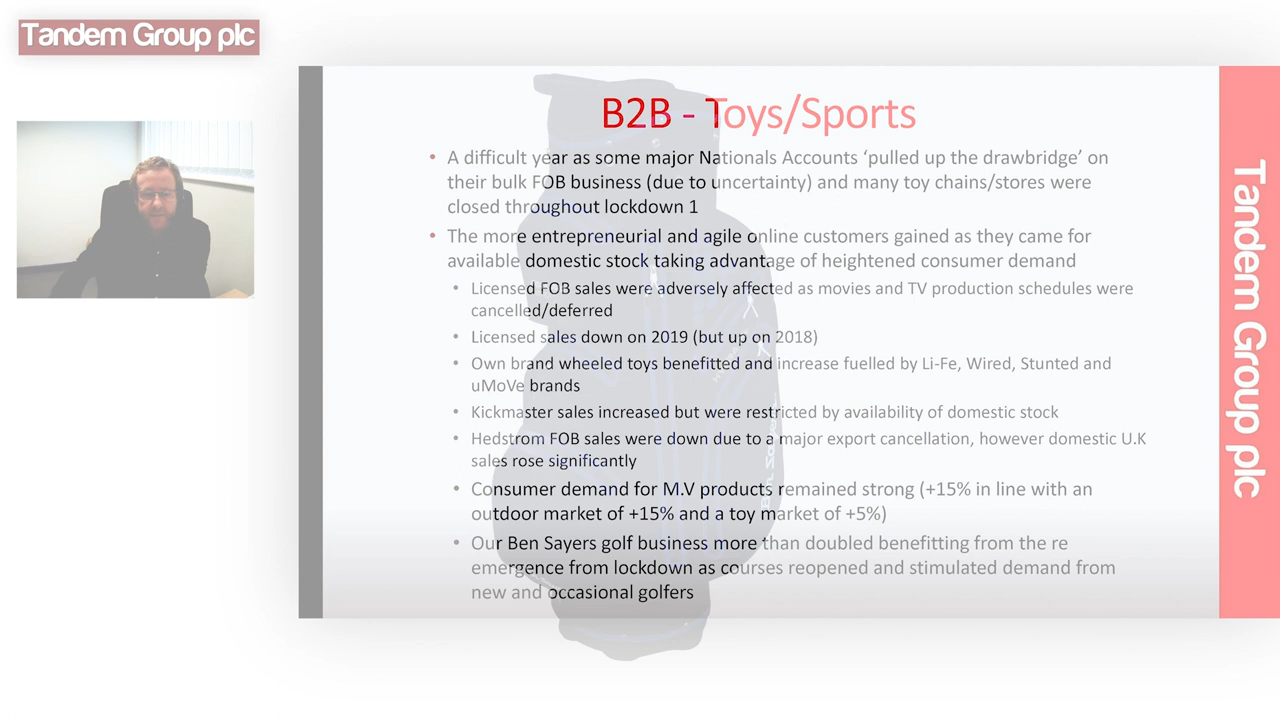 Tandem Group plc
B2B - Toys/Sports
• A difficult year as some major Nationals Accounts ‘pulled up the drawbridge’ on
their bulk FOB business (due to uncertainty) and many toy chains/stores were
closed throughout lockdown 1
• The more entrepreneurial and agile online customers gained as they came for
available domestic stock taking advantage of heightened consumer demand
• Licensed FOB sales were adversely affected as movies and TV production schedules were
cancelled/deferred
• Licensed sales down on 2019 (but up on 2018)
• Own brand wheeled toys benefitted and increase fuelled by Li-Fe, Wired, Stunted and
uMoVe brands
• Kickmaster sales increased but were restricted by availability of domestic stock
• Hedstrom FOB sales were down due to a major export cancellation, however domestic U.K
sales rose significantly
• Consumer demand for M.V products remained strong (+15% in line with an
outdoor market of +15% and a toy market of +5%)
• Our Ben Sayers golf business more than doubled benefitting from the re
emergence from lockdown as courses reopened and stimulated demand from
new and occasional golfers
Tandem Group plc
Ben Sayers